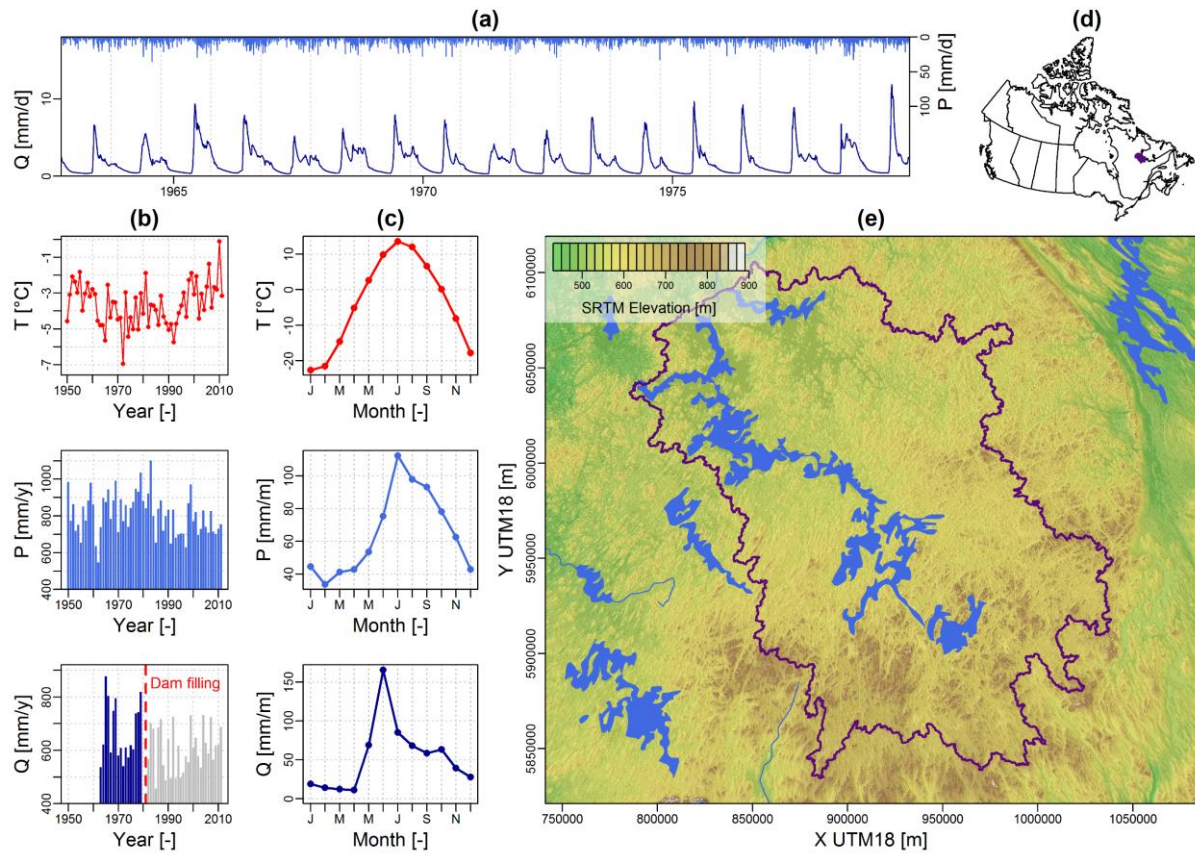 (a)
(d)
Q [mm/d]
0 10
P [mm/d]
0 50 100
1965 1970 1975
(b)
(c)
(e)
T [°C]
-1 -3 -5 -7
1950 1970 1990 2010
Year [-]
T [°C]
10 0 -10 -20
J M M J S N
Month [-]
P [mm/y]
1000 800 600 400
1950 1970 1990 2010
Year [-]
P [mm/m]
100 80 60 40
J M M J S N
Month [-]
Q [mm/y]
800 600 400
Dam filling
1950 1970 1990 2010
Year [-]
Q [mm/m]
150 100 50 0
J M M J S N
Month [-]
500 600 700 800 900
SRTM Elevation [m]
Y UTM18 [m]
6100000
6050000
6000000
5950000
5900000
5850000
750000 800000 850000 900000 950000 1000000 1050000
X UTM18 [m]